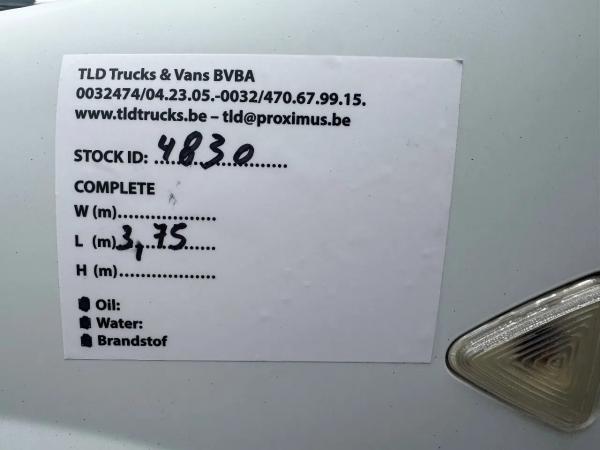 TLD Trucks & Vans BVBA
0032474/04.23.05.-0032/470.67.99.15.
www.tldtrucks.be – tld@proximus.be
STOCK ID: 4830
COMPLETE
W (m)..................
L (m) 3,75
H (m)..................
Oil:
Water:
Brandstof